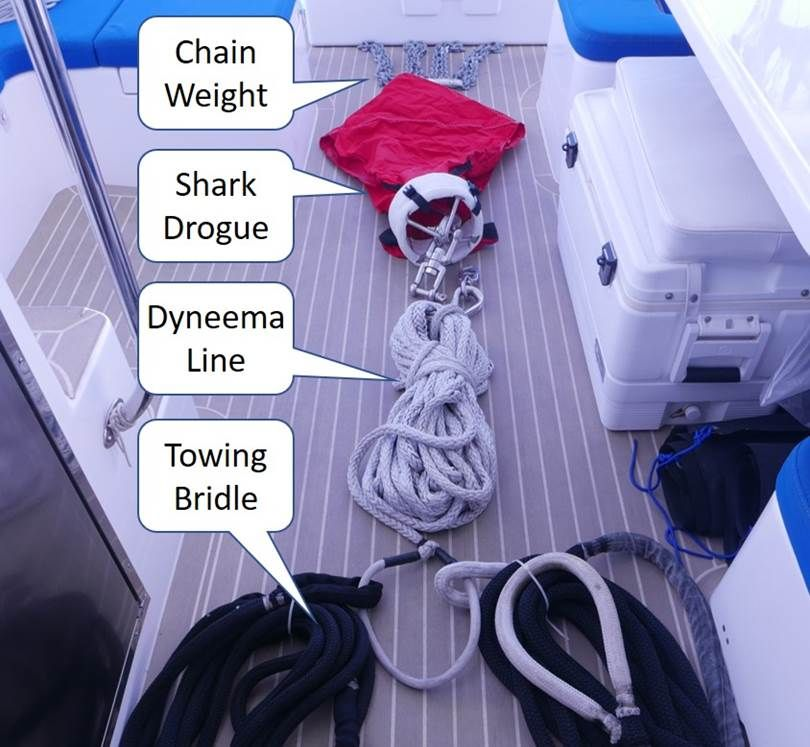 Chain
Weight
Shark
Drogue
Dyneema
Line
Towing
Bridle